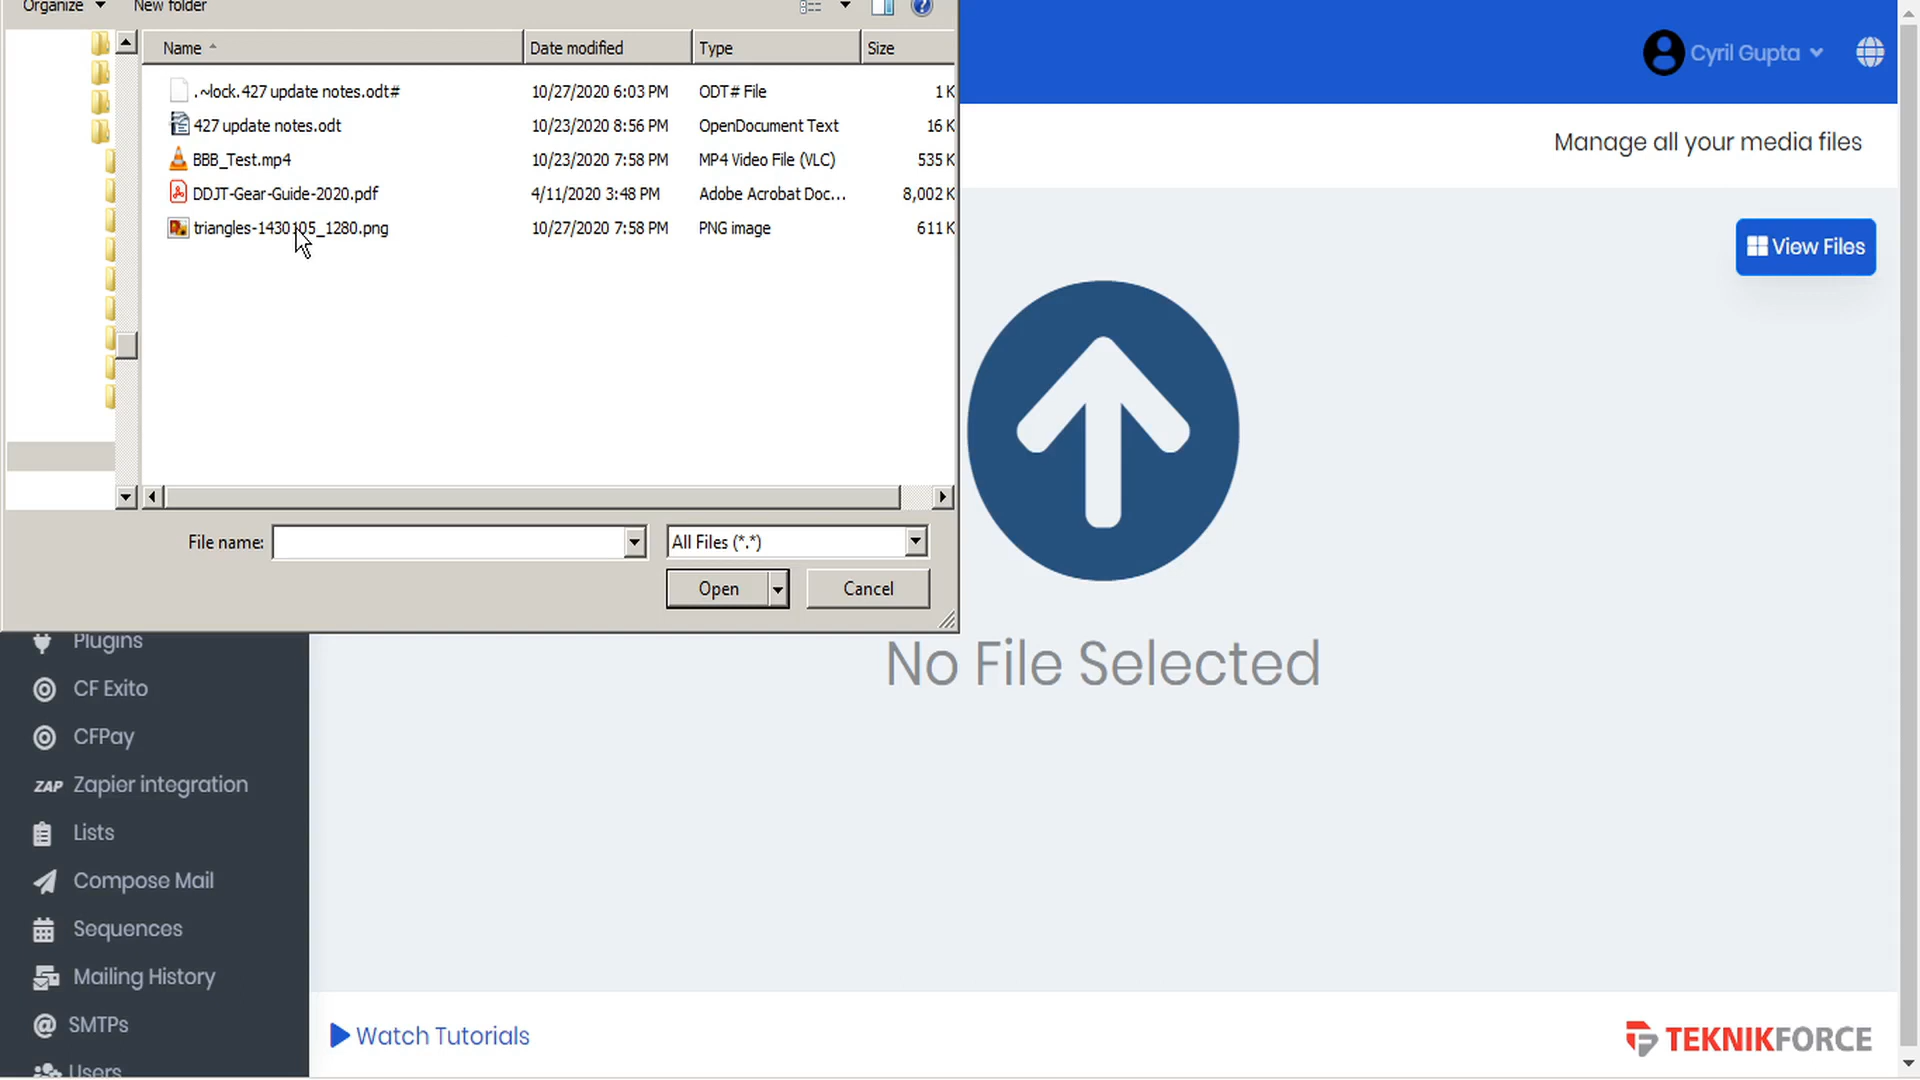 Organize New folder
Name Date modified Type Size
.~lock.427 update notes.odt# 10/27/2020 6:03 PM ODT# File 1 K
427 update notes.odt 10/23/2020 8:56 PM OpenDocument Text 16 K
BBB_Test.mp4 10/23/2020 7:58 PM MP4 Video File (VLC) 535 K
DDJT-Gear-Guide-2020.pdf 4/11/2020 3:48 PM Adobe Acrobat Doc... 8,002 K
triangles-1430105_1280.png 10/27/2020 7:58 PM PNG image 611 K
File name: All Files (*.*)
Open Cancel
Cyril Gupta
Manage all your media files
View Files
No File Selected
Plugins
CF Exito
CFPay
ZAP Zapier integration
Lists
Compose Mail
Sequences
Mailing History
SMTPs
Users
Watch Tutorials
TEKNIKFORCE